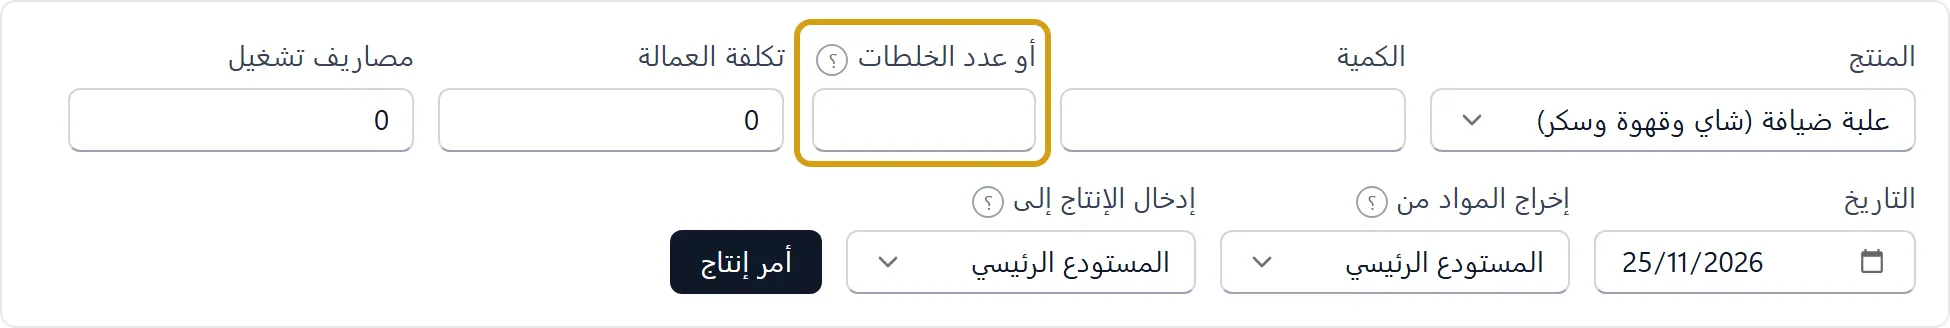 المنتج
الكمية
أو عدد الخلطات ؟
تكلفة العمالة
مصاريف تشغيل
علبة ضيافة (شاي وقهوة وسكر)
0
0
التاريخ
إخراج المواد من ؟
إدخال الإنتاج إلى ؟
25/11/2026
المستودع الرئيسي
المستودع الرئيسي
أمر إنتاج